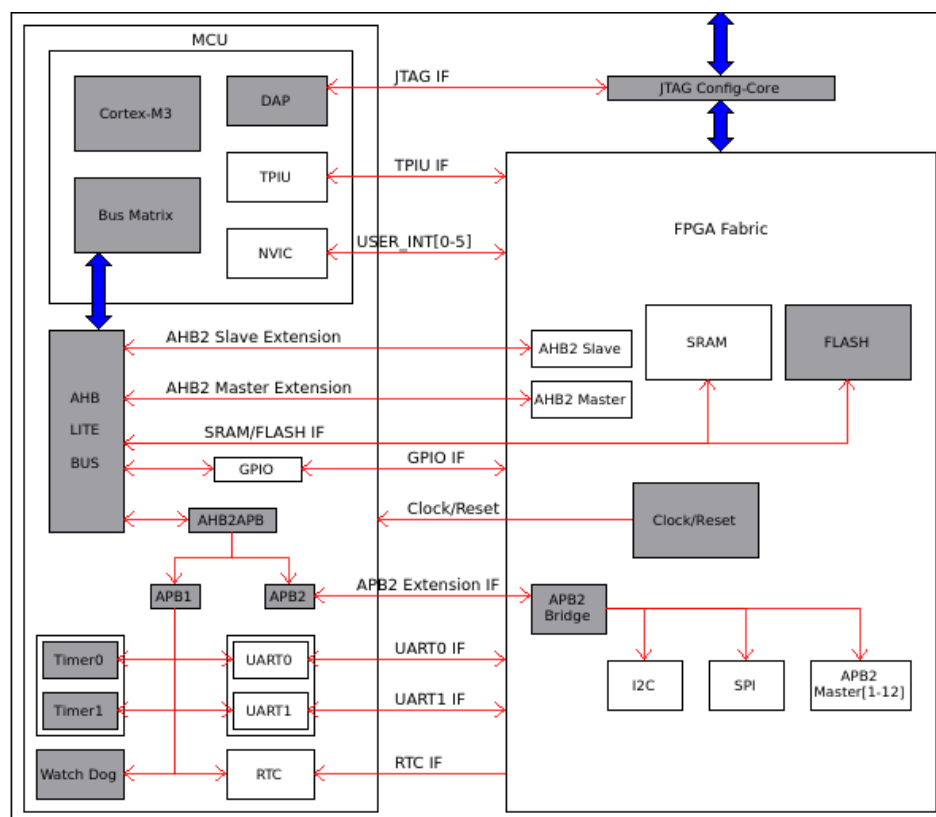 MCU
JTAG IF
JTAG Config-Core
Cortex-M3
DAP
TPIU
TPIU IF
Bus Matrix
NVIC
USER_INT[0-5]
FPGA Fabric
AHB2 Slave Extension
AHB2 Slave
SRAM
FLASH
AHB2 Master Extension
AHB2 Master
AHB
LITE
BUS
SRAM/FLASH IF
GPIO
GPIO IF
Clock/Reset
Clock/Reset
AHB2APB
APB1
APB2
APB2 Extension IF
APB2
Bridge
Timer0
UART0
UART0 IF
I2C
SPI
APB2
Master[1-12]
Timer1
UART1
UART1 IF
Watch Dog
RTC
RTC IF